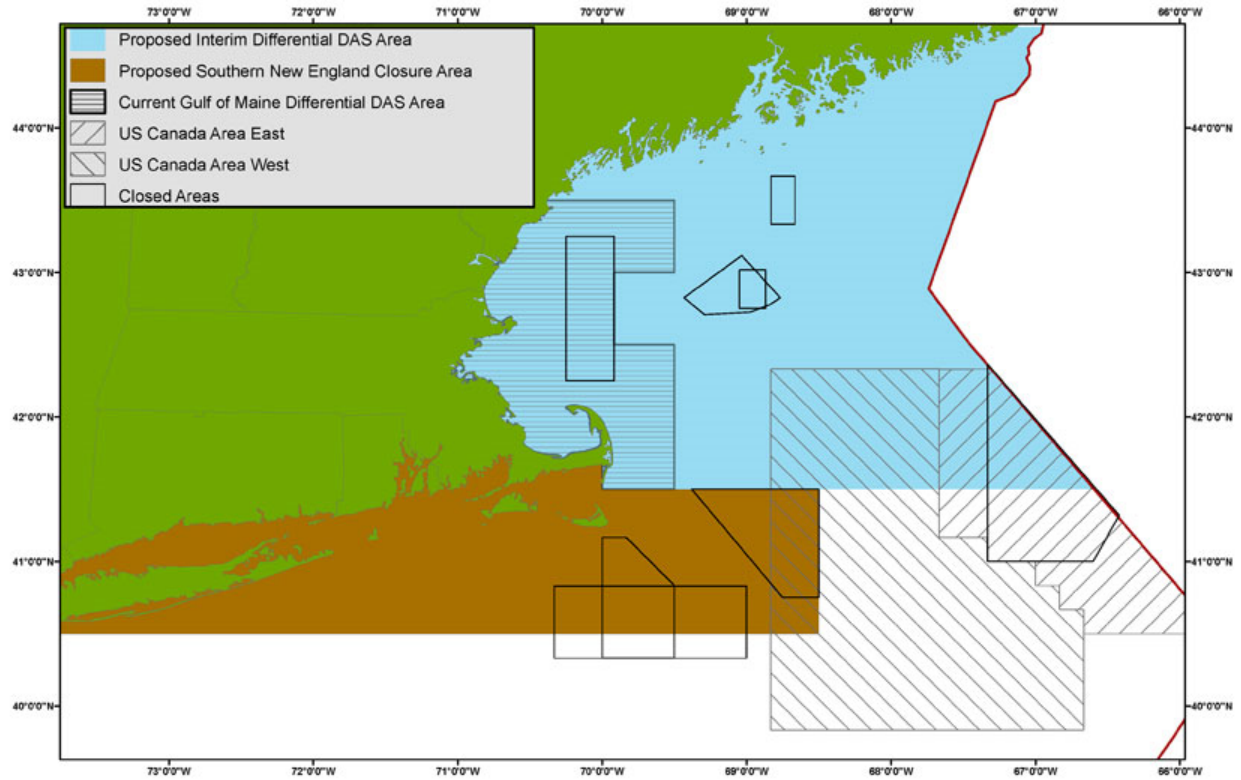 73°0'0"W 72°0'0"W 71°0'0"W 70°0'0"W 69°0'0"W 68°0'0"W 67°0'0"W 66°0'0"W
Proposed Interim Differential DAS Area
Proposed Southern New England Closure Area
Current Gulf of Maine Differential DAS Area
US Canada Area East
US Canada Area West
Closed Areas
44°0'0"N 44°0'0"N
43°0'0"N 43°0'0"N
42°0'0"N 42°0'0"N
41°0'0"N 41°0'0"N
40°0'0"N 40°0'0"N
73°0'0"W 72°0'0"W 71°0'0"W 70°0'0"W 69°0'0"W 68°0'0"W 67°0'0"W 66°0'0"W